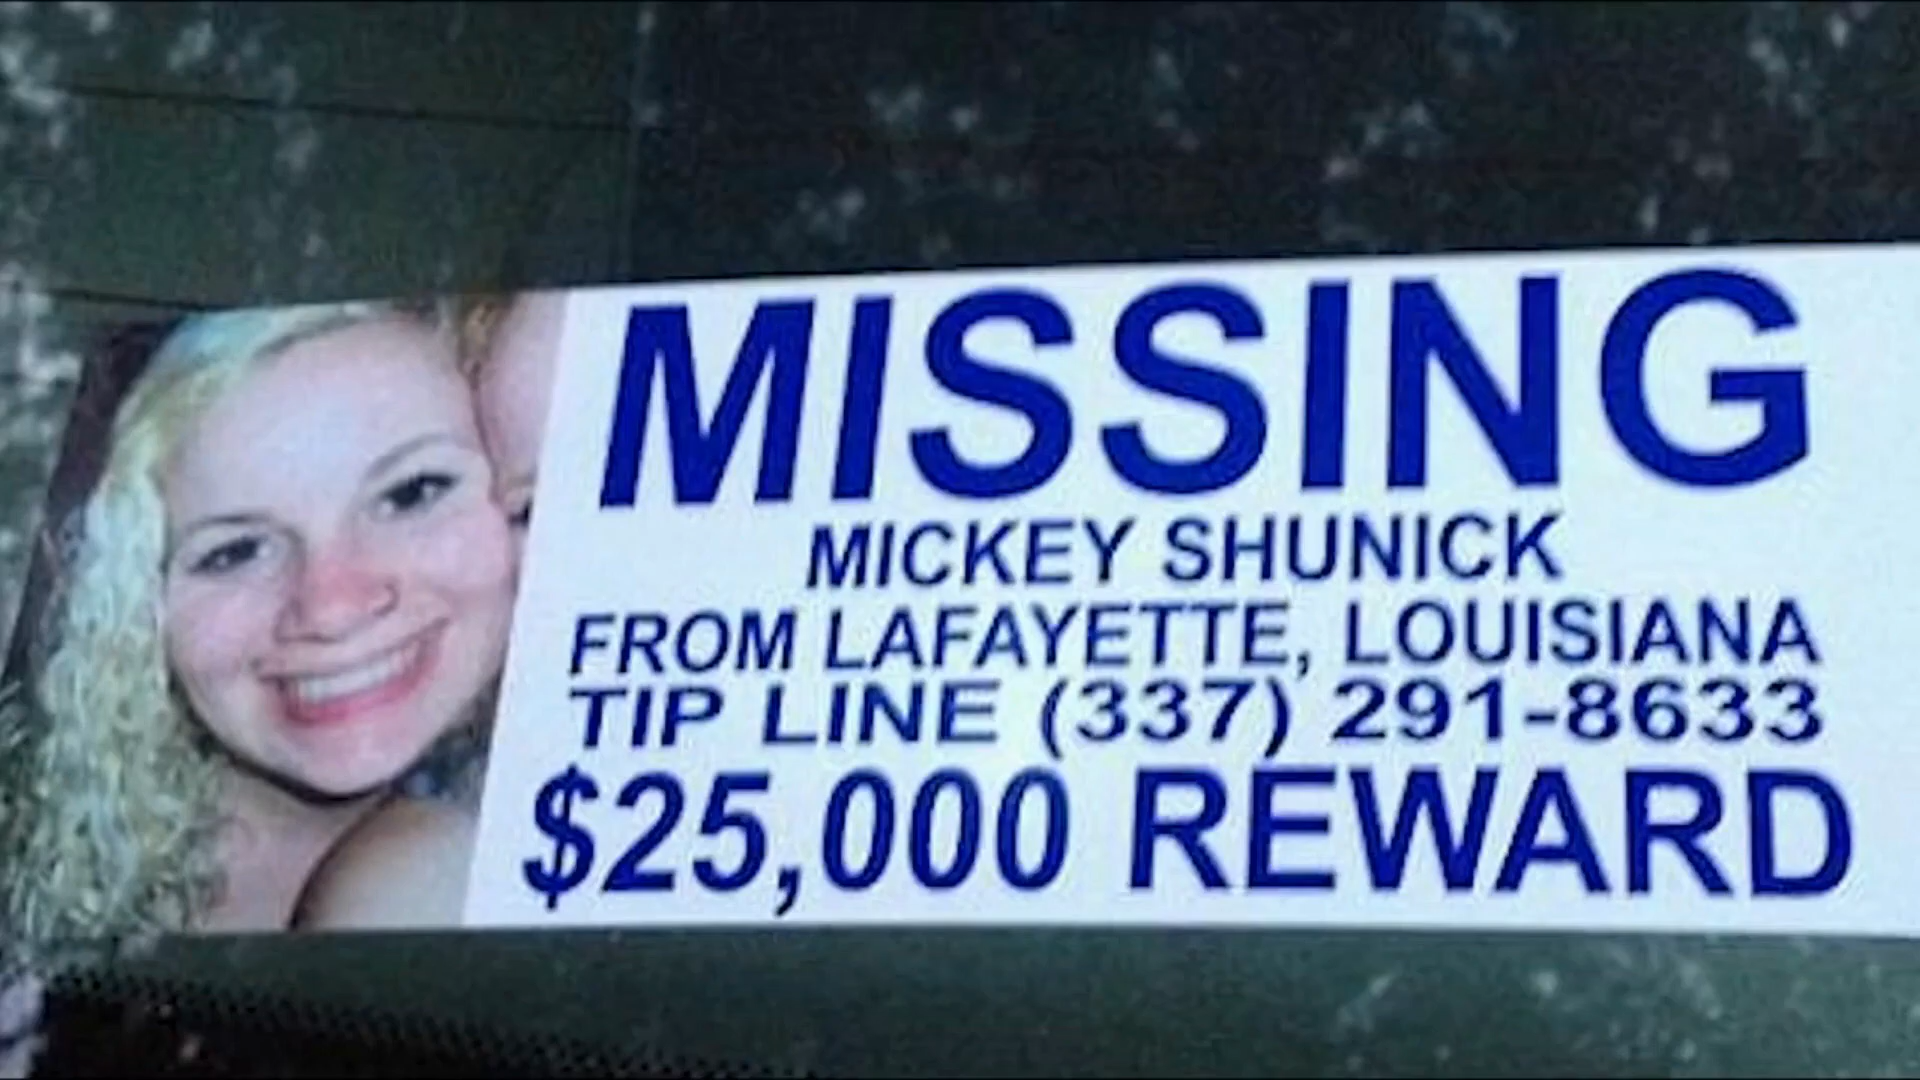 MISSING
MICKEY SHUNICK
FROM LAFAYETTE, LOUISIANA
TIP LINE (337) 291-8633
$25,000 REWARD